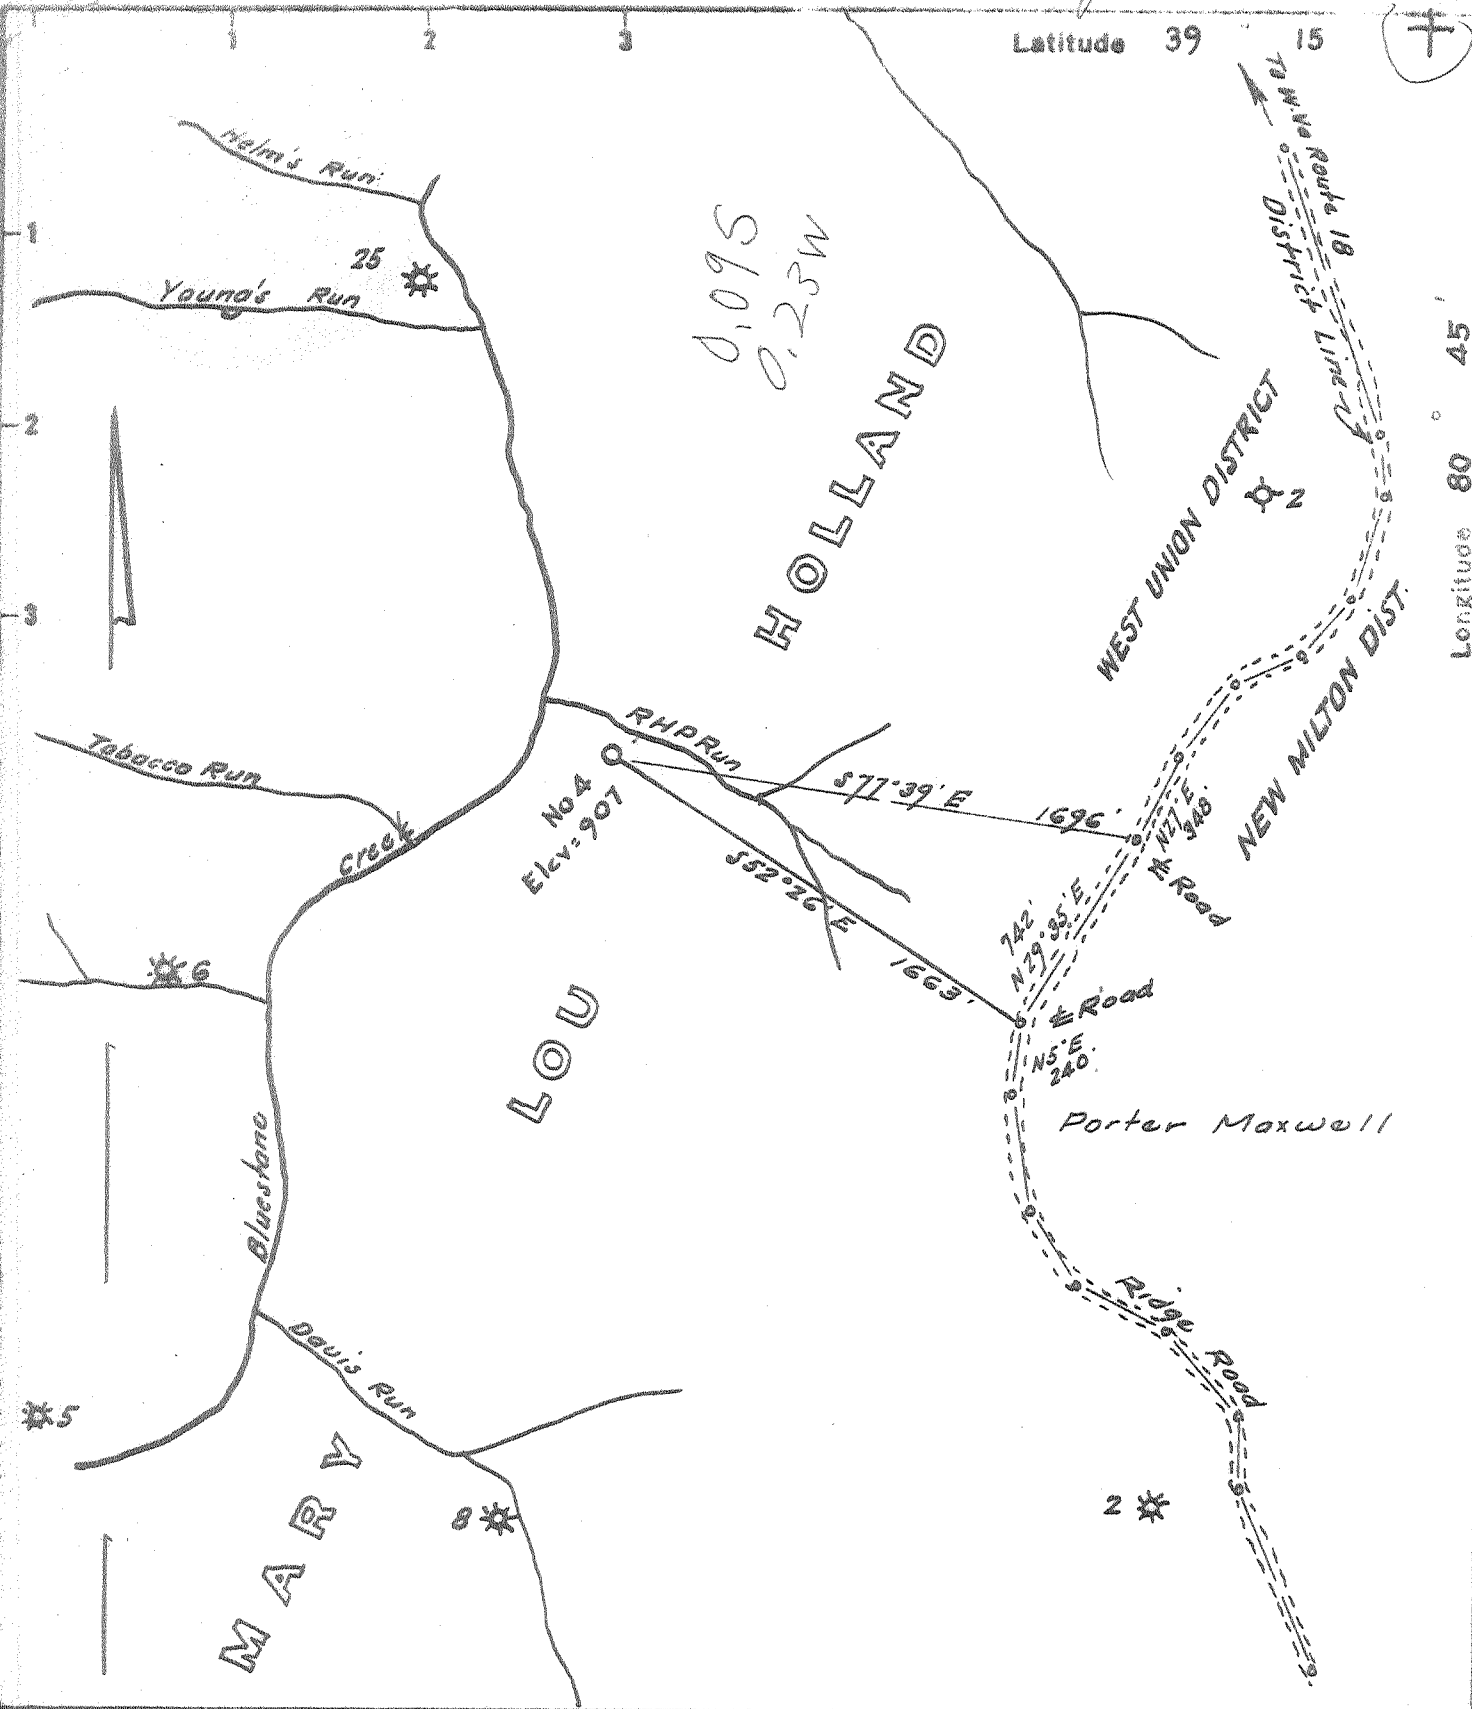 1 2 3
Latitude 39° 15'
To W.Va Route 18
District Line
Helm's Run
1
25
Young's Run
0.09S
0.23W
HOLLAND
2
WEST UNION DISTRICT
2
Longitude 80° 45'
3
NEW MILTON DIST.
RHP Run
Tobacco Run
No 4
Elev = 907
S77°39'E 1696'
N27°E
348'
℄ Road
Creek
S52°26'E 1663'
742'
N29°35'E
6
℄ Road
LOU
N5°E
240'
Porter Maxwell
Bluestone
Ridge Road
Davis Run
5
MARY
8
2